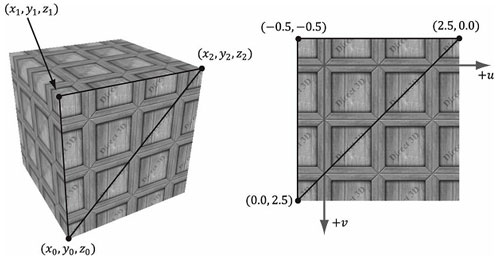 (x₁, y₁, z₁)
(x₂, y₂, z₂)
(x₀, y₀, z₀)
(−0.5, −0.5)
(2.5, 0.0)
+u
(0.0, 2.5)
+v